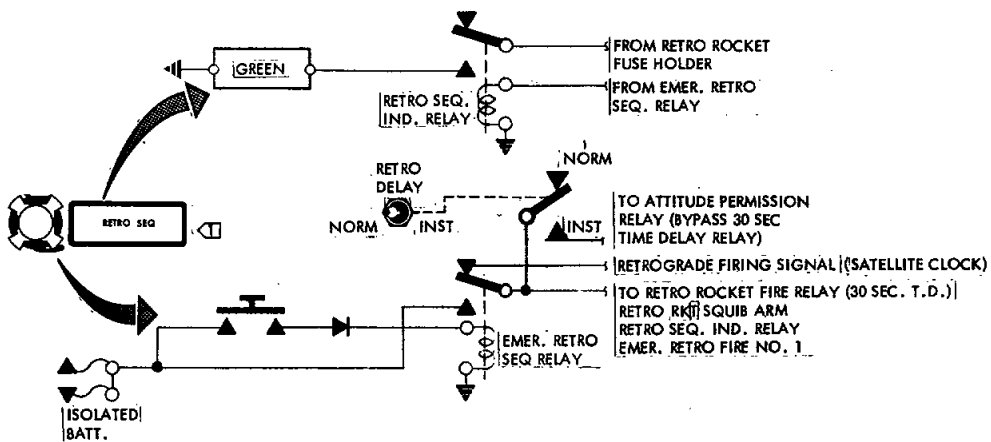 GREEN
FROM RETRO ROCKET
FUSE HOLDER
FROM EMER. RETRO
SEQ. RELAY
RETRO SEQ.
IND. RELAY
NORM
RETRO
DELAY
NORM
INST.
TO ATTITUDE PERMISSION
RELAY (BYPASS 30 SEC
TIME DELAY RELAY)
INST
RETRO SEQ
RETROGRADE FIRING SIGNAL (SATELLITE CLOCK)
TO RETRO ROCKET FIRE RELAY (30 SEC. T.D.)
RETRO SQUIB ARM
RETRO SEQ. IND. RELAY
EMER. RETRO FIRE NO. 1
EMER. RETRO
SEQ RELAY
ISOLATED
BATT.